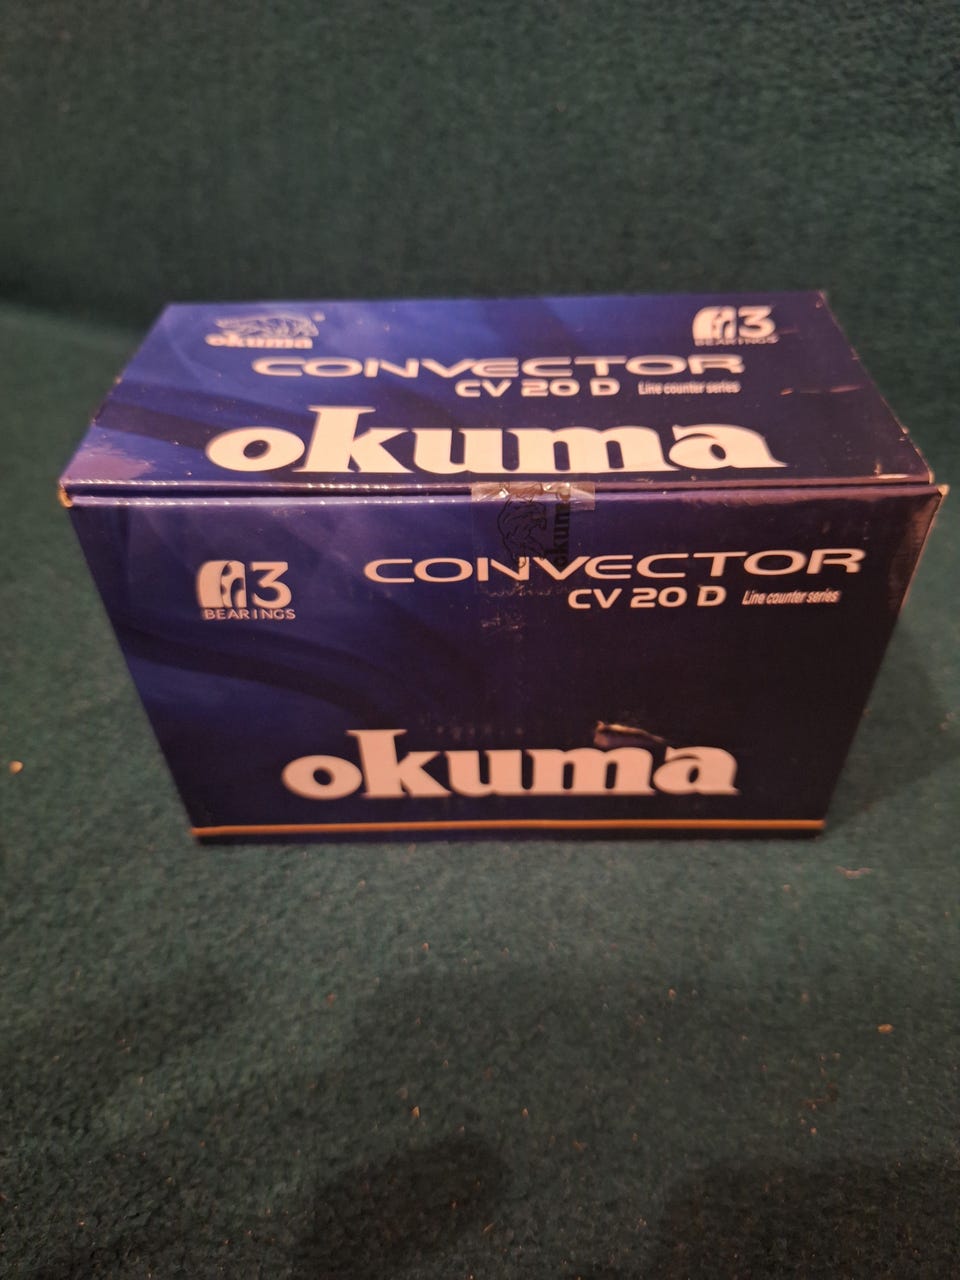 okuma
3
BEARINGS
CONVECTOR
CV 20 D Line counter series
okuma
okuma
3
BEARINGS
CONVECTOR
CV 20 D Line counter series
okuma